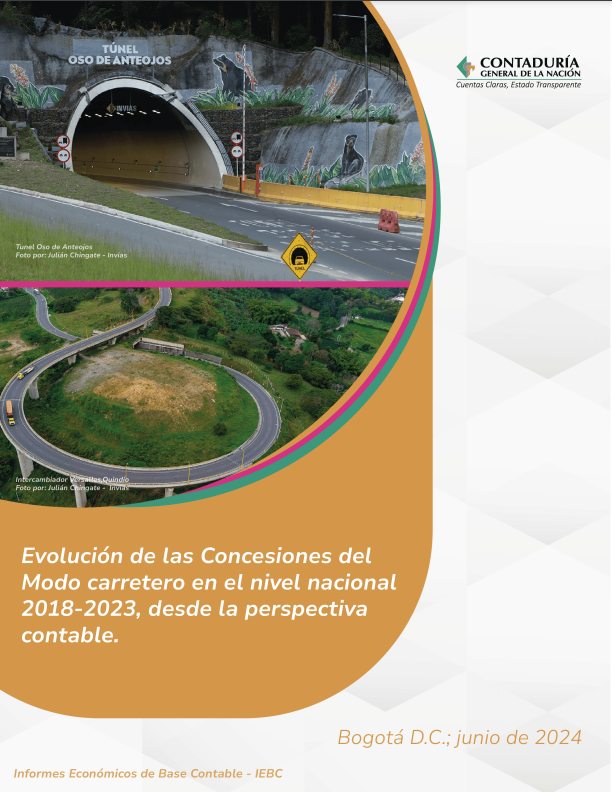 TÚNEL
OSO DE ANTEOJOS
INVIAS
CONTADURÍA
GENERAL DE LA NACIÓN
Cuentas Claras, Estado Transparente
Tunel Oso de Anteojos
Foto por: Julián Chingate - Invías
TÚNEL
Intercambiador Versalles,Quindío
Foto por: Julián Chingate - Invías
Evolución de las Concesiones del
Modo carretero en el nivel nacional
2018-2023, desde la perspectiva
contable.
Bogotá D.C.; junio de 2024
Informes Económicos de Base Contable - IEBC